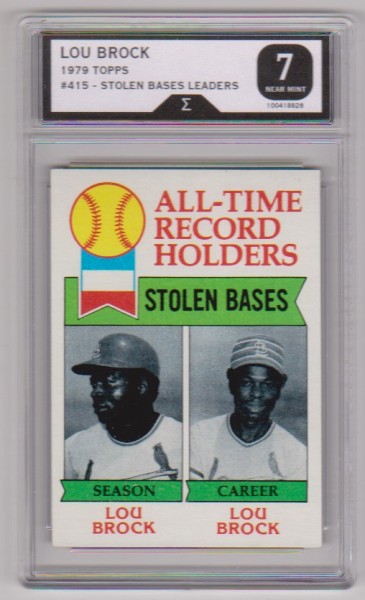 LOU BROCK
1979 TOPPS
#415 - STOLEN BASES LEADERS
Σ
7
NEAR MINT
100418628
ALL-TIME
RECORD
HOLDERS
STOLEN BASES
SEASON
LOU
BROCK
CAREER
LOU
BROCK